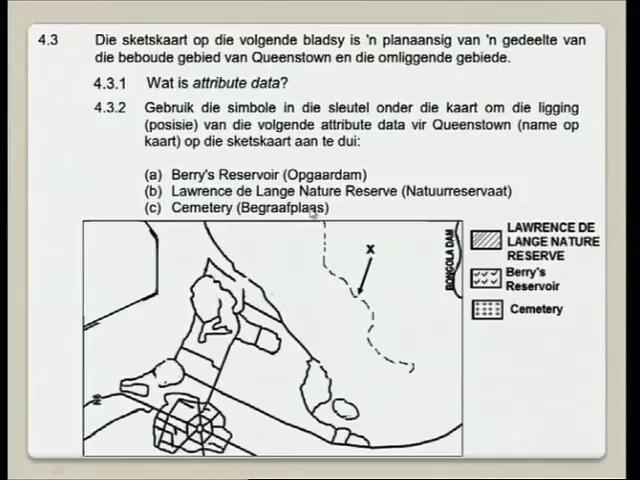 4.3 Die sketskaart op die volgende bladsy is 'n planaansig van 'n gedeelte van
die beboude gebied van Queenstown en die omliggende gebiede.
4.3.1 Wat is attribute data?
4.3.2 Gebruik die simbole in die sleutel onder die kaart om die ligging
(posisie) van die volgende attribute data vir Queenstown (name op
kaart) op die sketskaart aan te dui:
(a) Berry's Reservoir (Opgaardam)
(b) Lawrence de Lange Nature Reserve (Natuurreservaat)
(c) Cemetery (Begraafplaas)
X
BONGOLA DAM
LAWRENCE DE
LANGE NATURE
RESERVE
Berry's
Reservoir
Cemetery